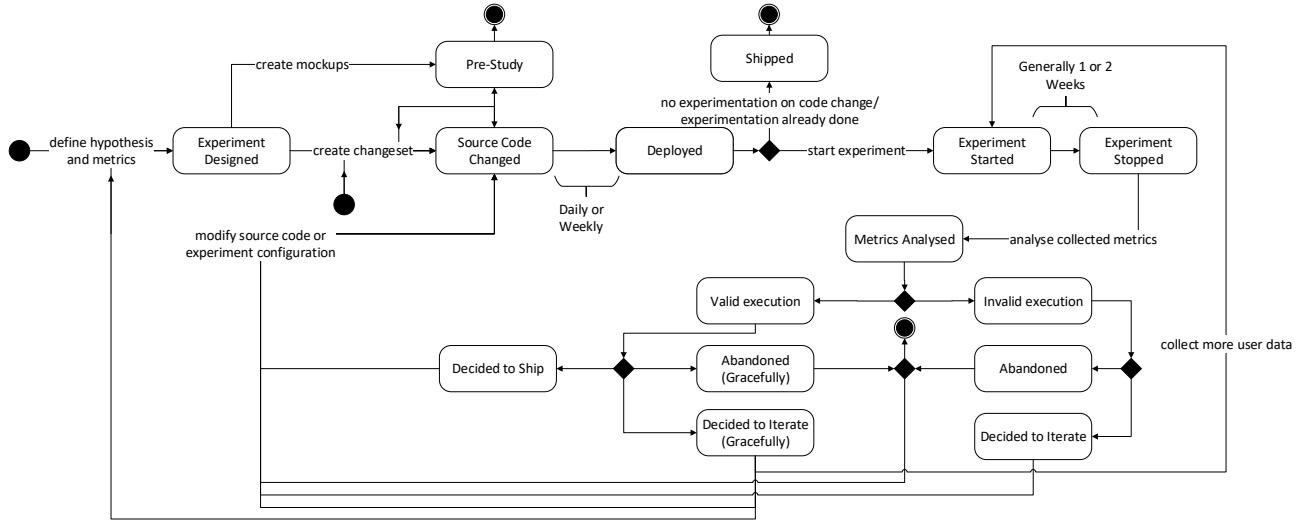 create mockups
Pre-Study
Shipped
Generally 1 or 2
Weeks
no experimentation on code change/
experimentation already done
define hypothesis
and metrics
Experiment
Designed
create changeset
Source Code
Changed
Deployed
start experiment
Experiment
Started
Experiment
Stopped
Daily or
Weekly
modify source code or
experiment configuration
Metrics Analysed
analyse collected metrics
Valid execution
Invalid execution
collect more user data
Decided to Ship
Abandoned
(Gracefully)
Abandoned
Decided to Iterate
(Gracefully)
Decided to Iterate